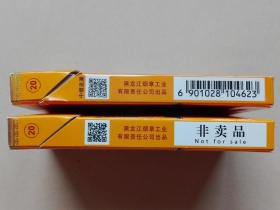 20
黑龙江烟草工业
有限责任公司出品
6 901028 104623
20
黑龙江烟草工业
有限责任公司出品
非卖品
Not for sale